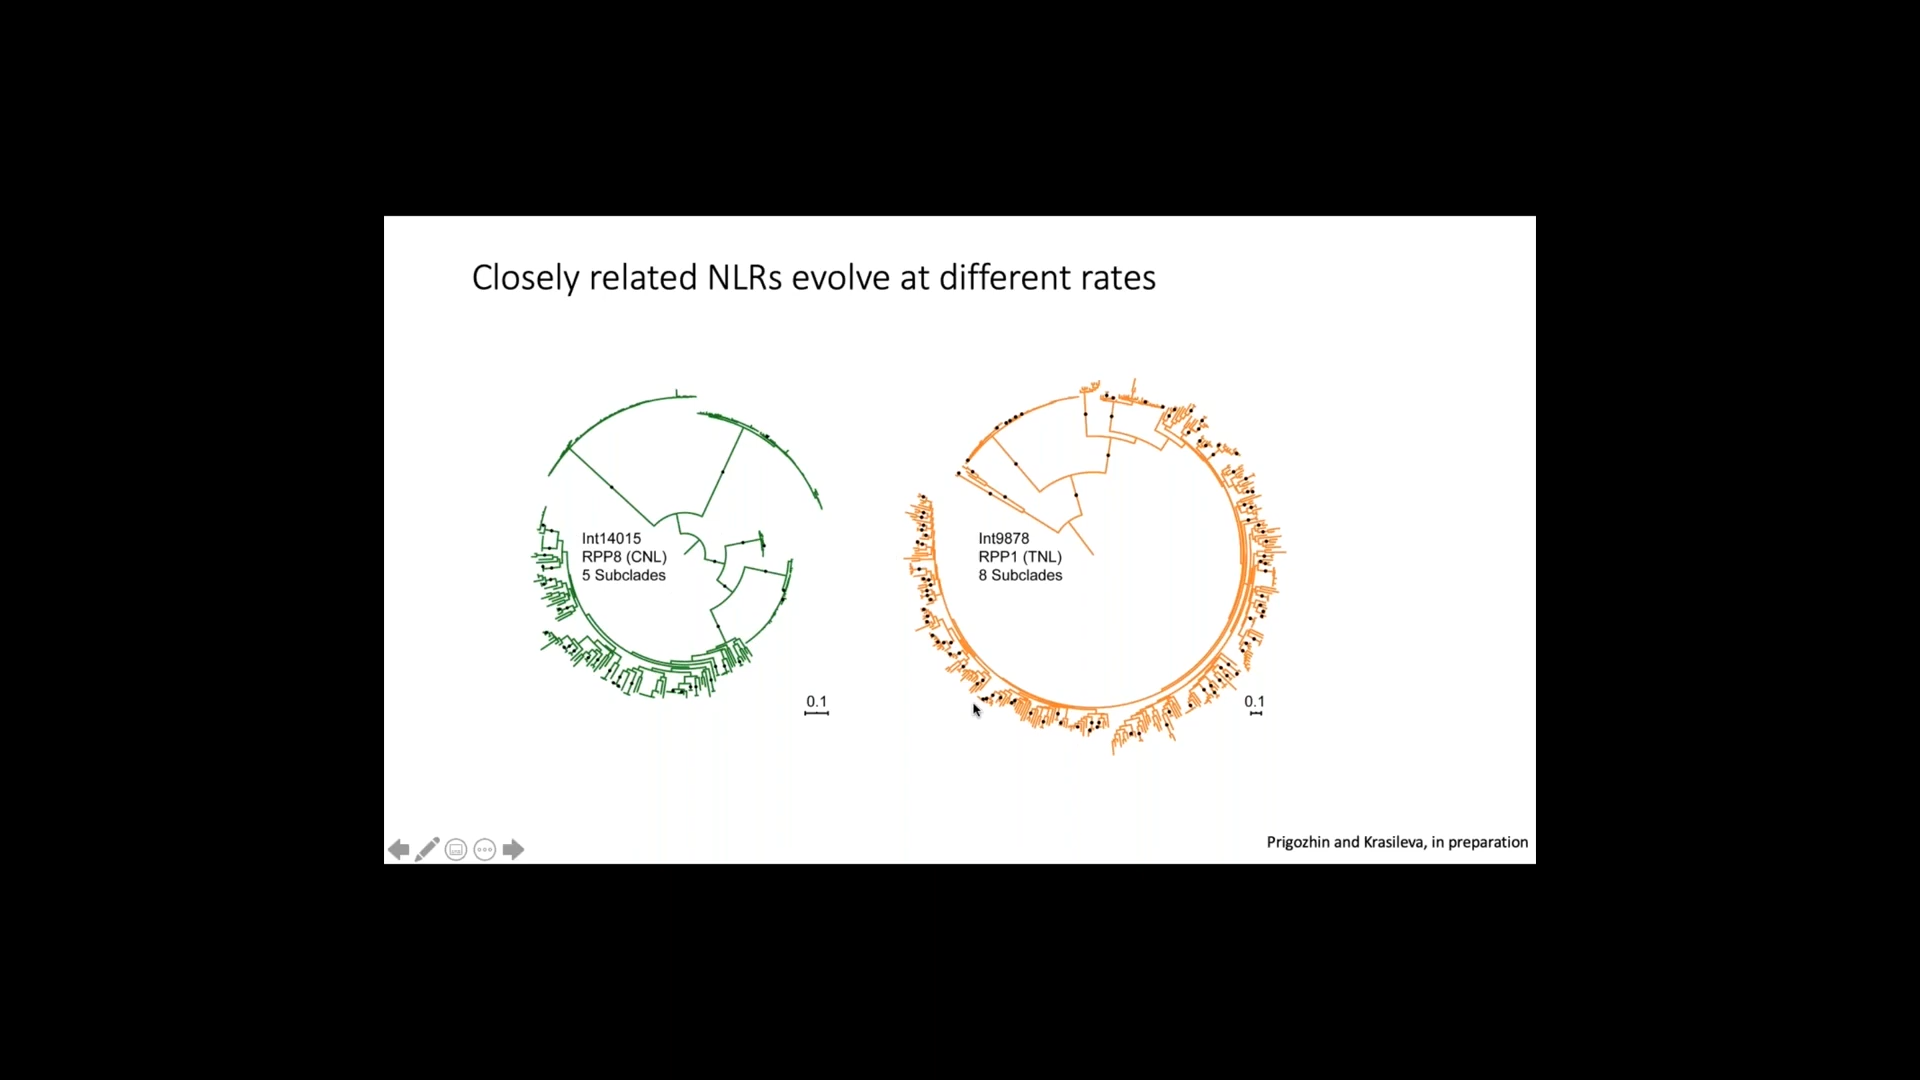 Closely related NLRs evolve at different rates
Int14015
RPP8 (CNL)
5 Subclades
0.1
Int9878
RPP1 (TNL)
8 Subclades
0.1
Prigozhin and Krasileva, in preparation